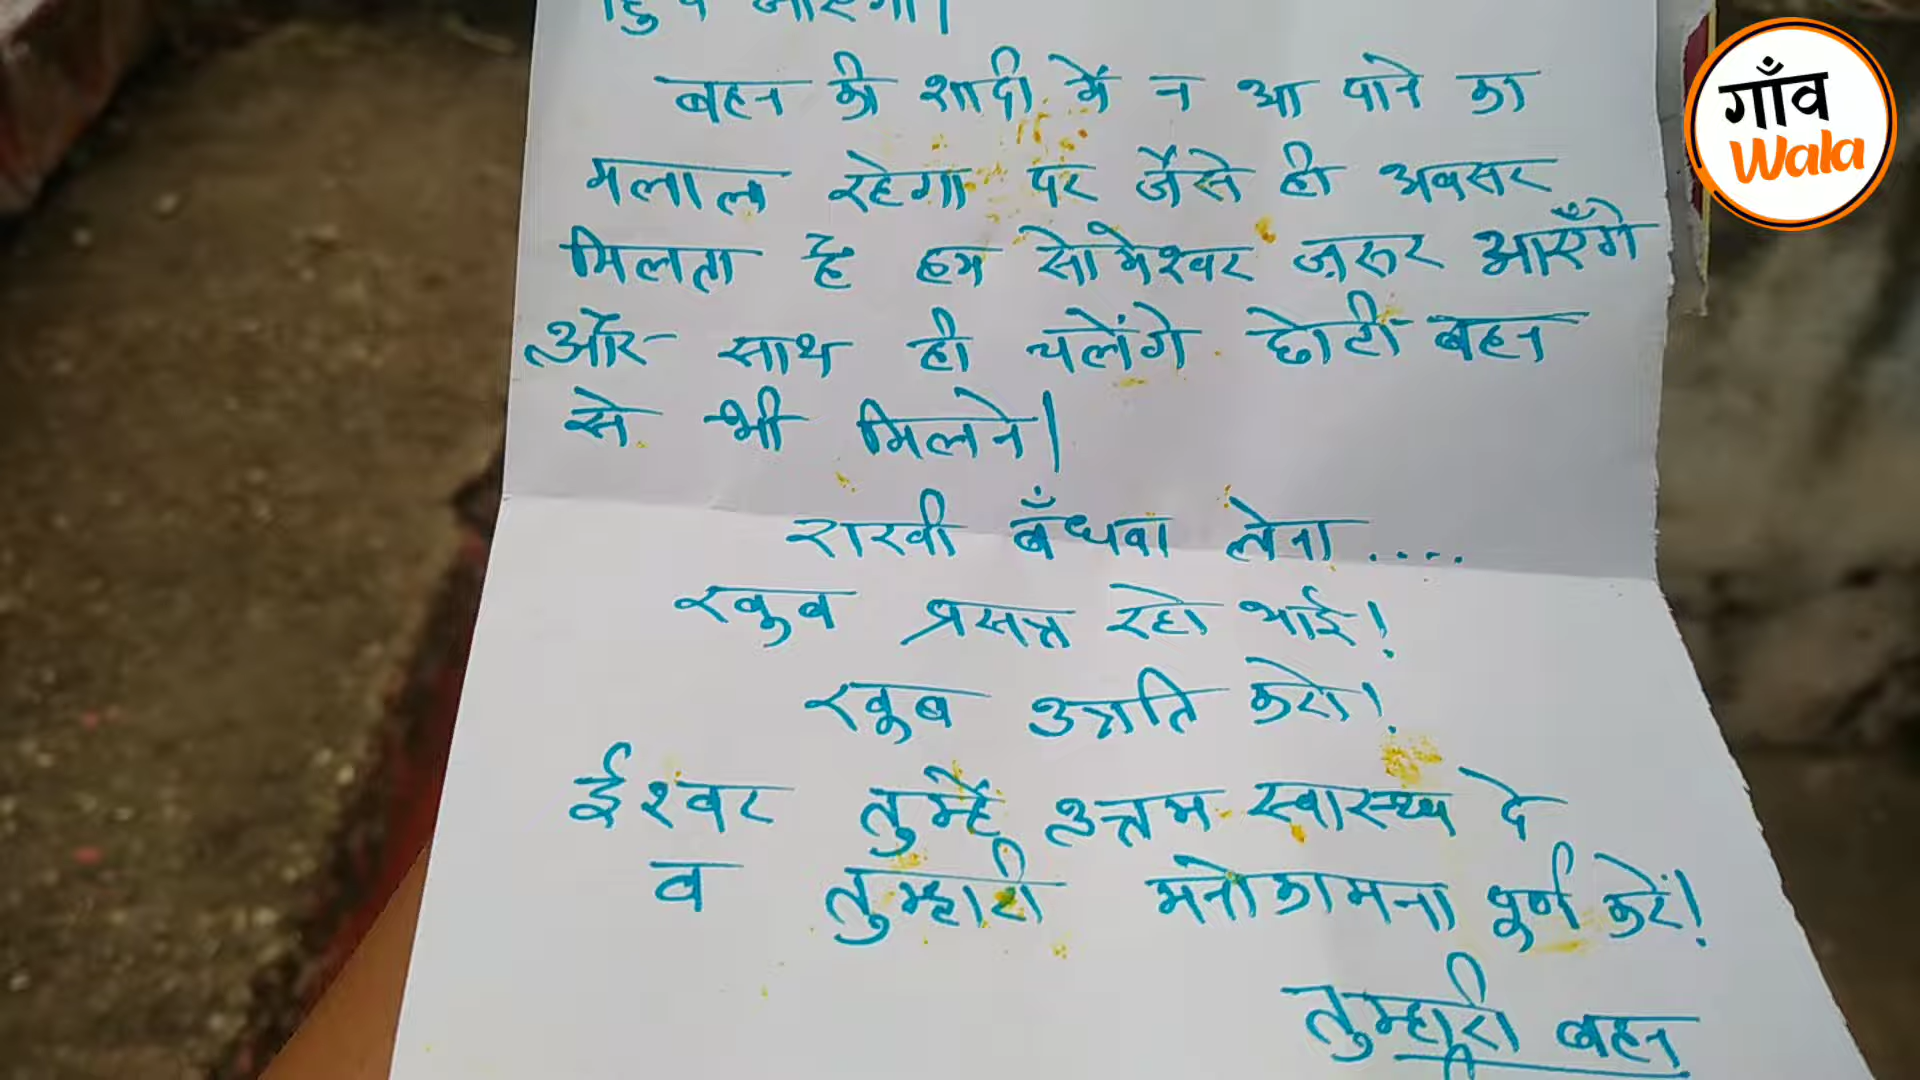 जाएगा।
बहन की शादी में न आ पाने का
मलाल रहेगा पर जैसे ही अवसर
मिलता है हम सोमेश्वर ज़रूर आएँगे
और साथ ही चलेंगे छोटी बहन
से भी मिलने।
राखी बँधवा लेना....
खुब प्रसन्न रहो भाई!
खूब उन्नति करो!
ईश्वर तुम्हें उत्तम स्वास्थ्य दे
व तुम्हारी मनोकामना पूर्ण करें!
तुम्हारी बहन
गाँव
Wala